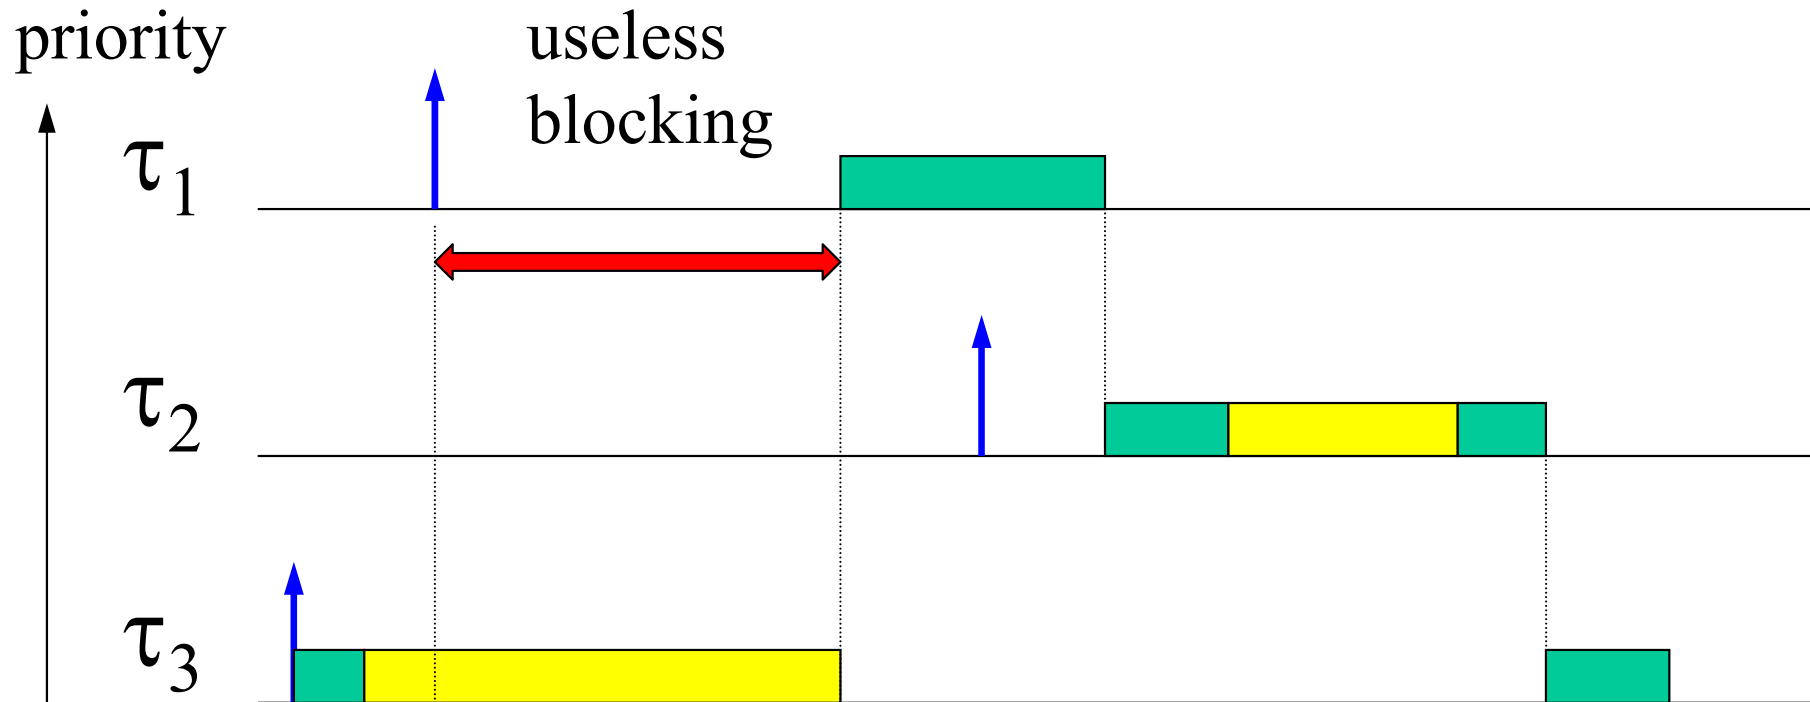 priority
useless
blocking
τ1
τ2
τ3